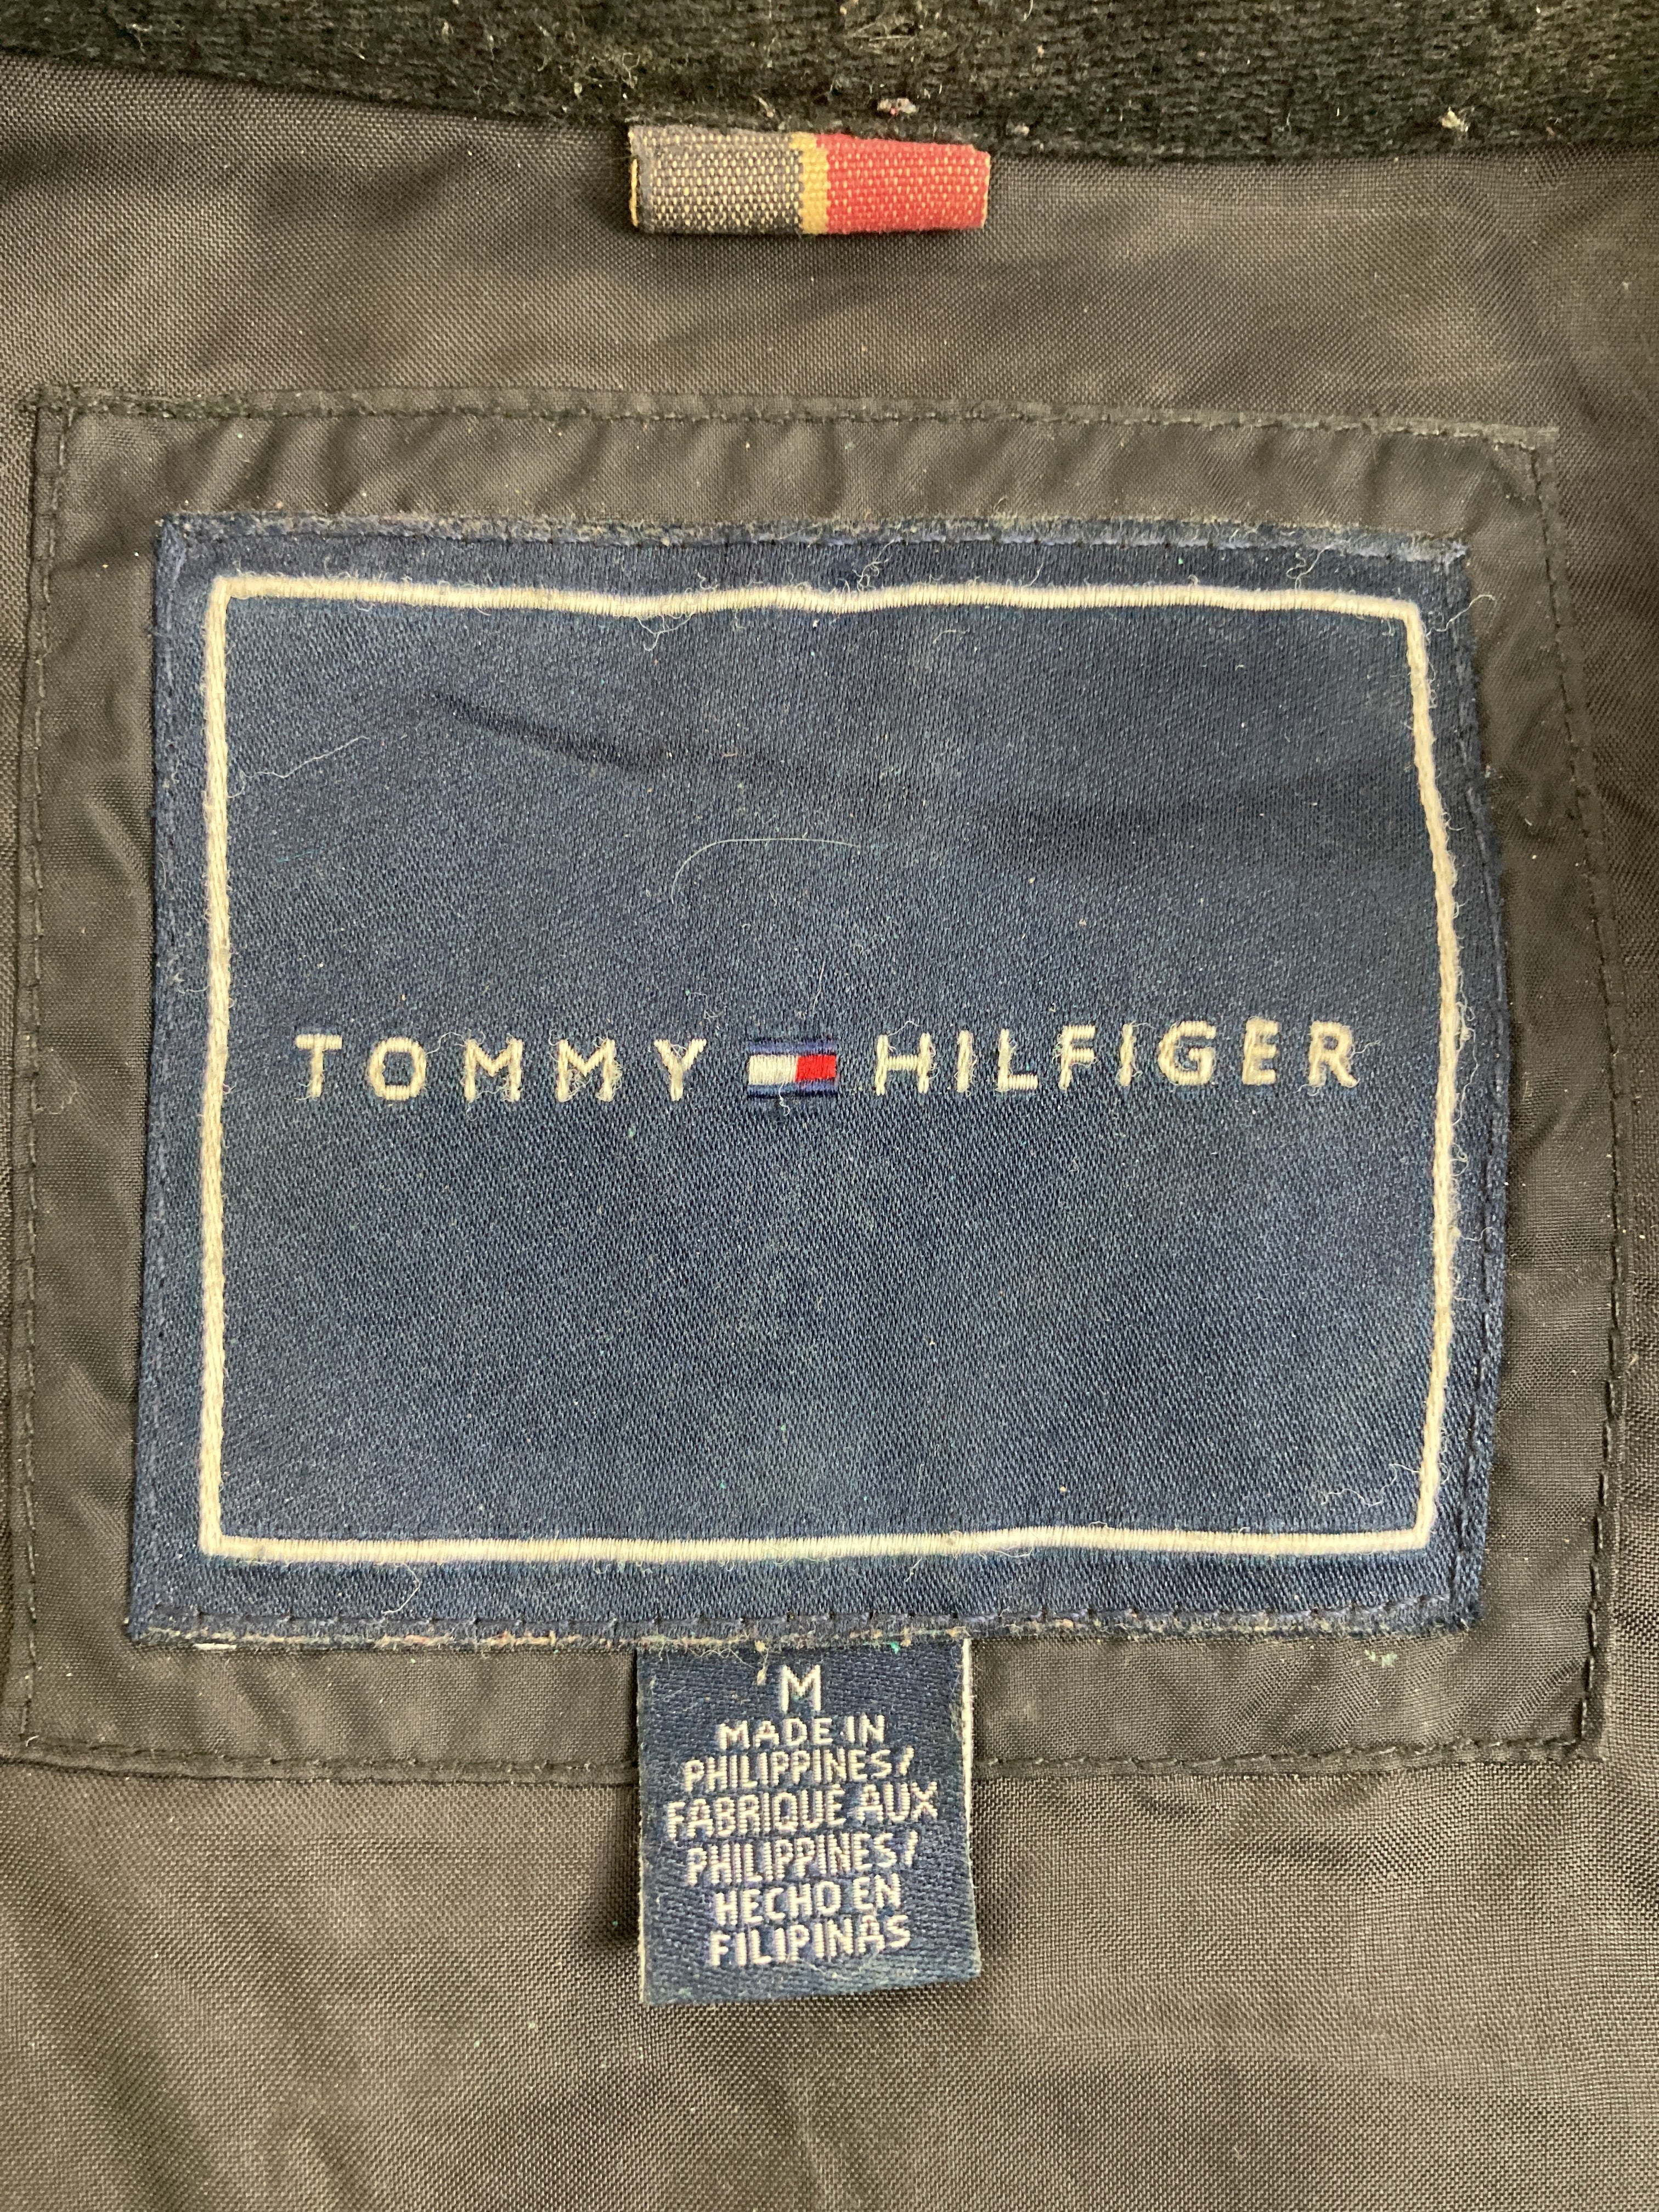 TOMMY HILFIGER
M
MADE IN
PHILIPPINES/
FABRIQUE AUX
PHILIPPINES/
HECHO EN
FILIPINAS